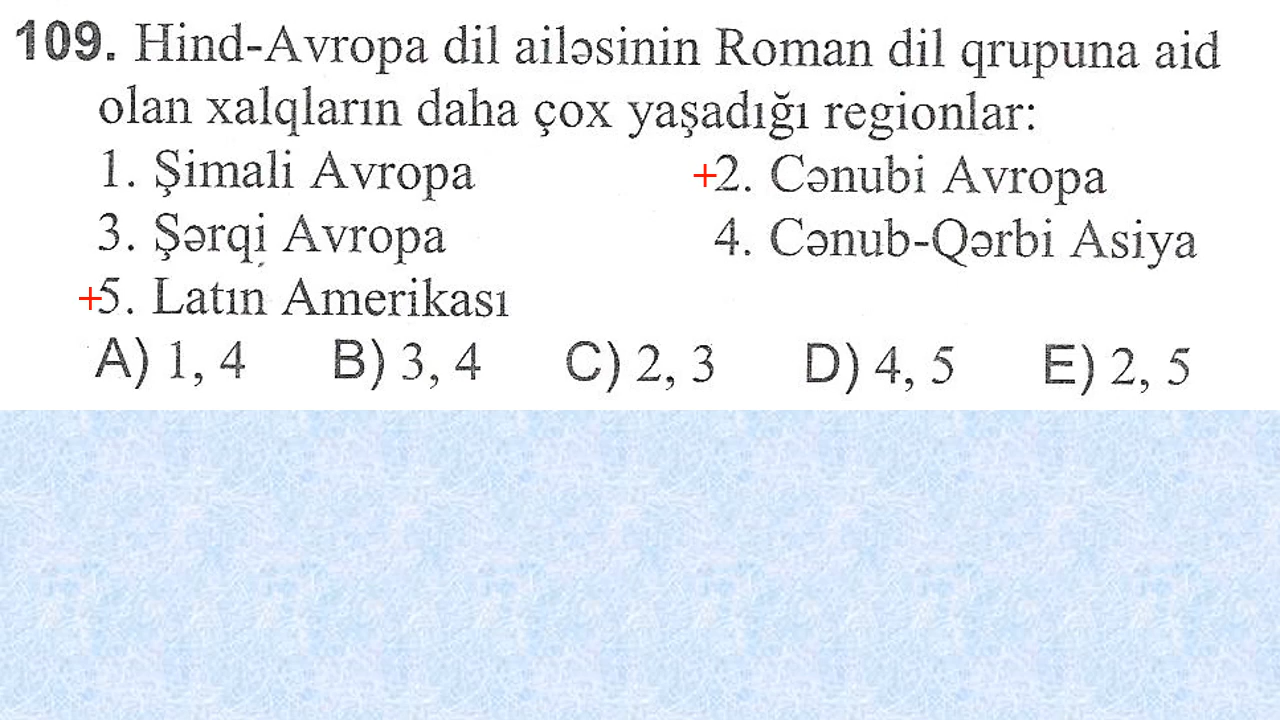 109. Hind-Avropa dil ailəsinin Roman dil qrupuna aid
olan xalqların daha çox yaşadığı regionlar:
1. Şimali Avropa +2. Cənubi Avropa
3. Şərqi Avropa 4. Cənub-Qərbi Asiya
+5. Latın Amerikası
A) 1, 4 B) 3, 4 C) 2, 3 D) 4, 5 E) 2, 5